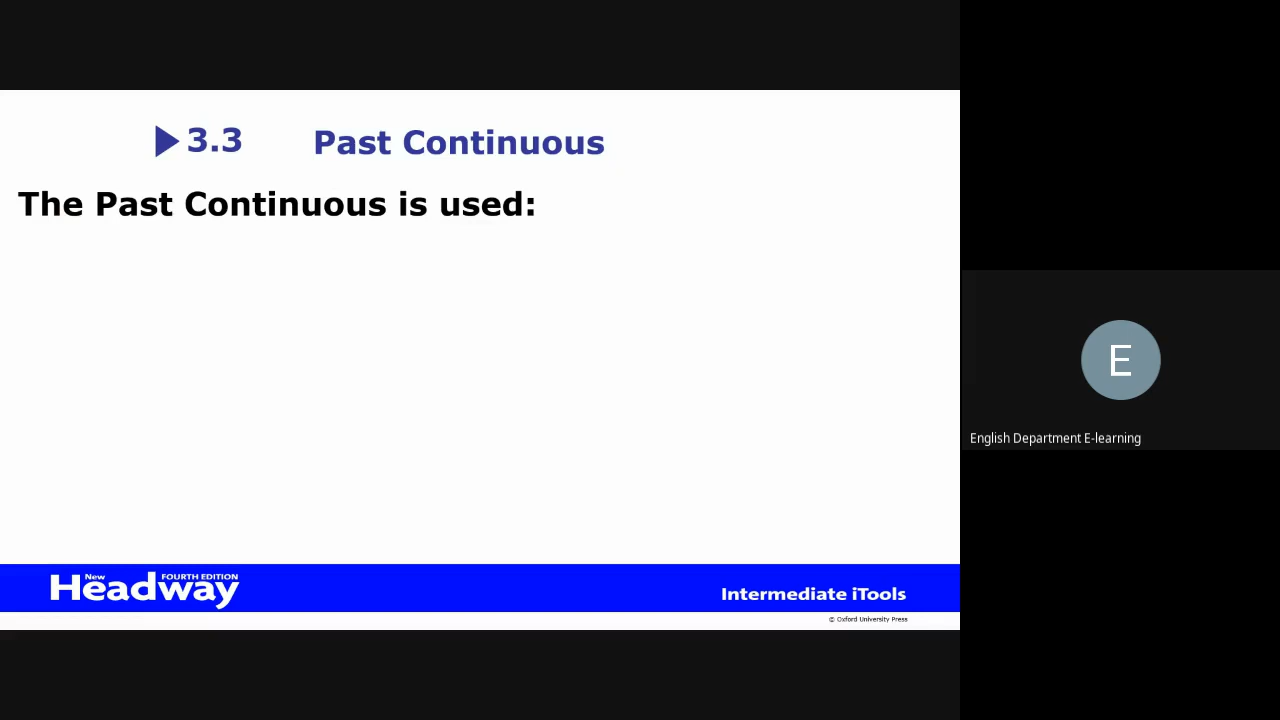 3.3 Past Continuous
The Past Continuous is used:
New Headway FOURTH EDITION
Intermediate iTools
© Oxford University Press
E
English Department E-learning